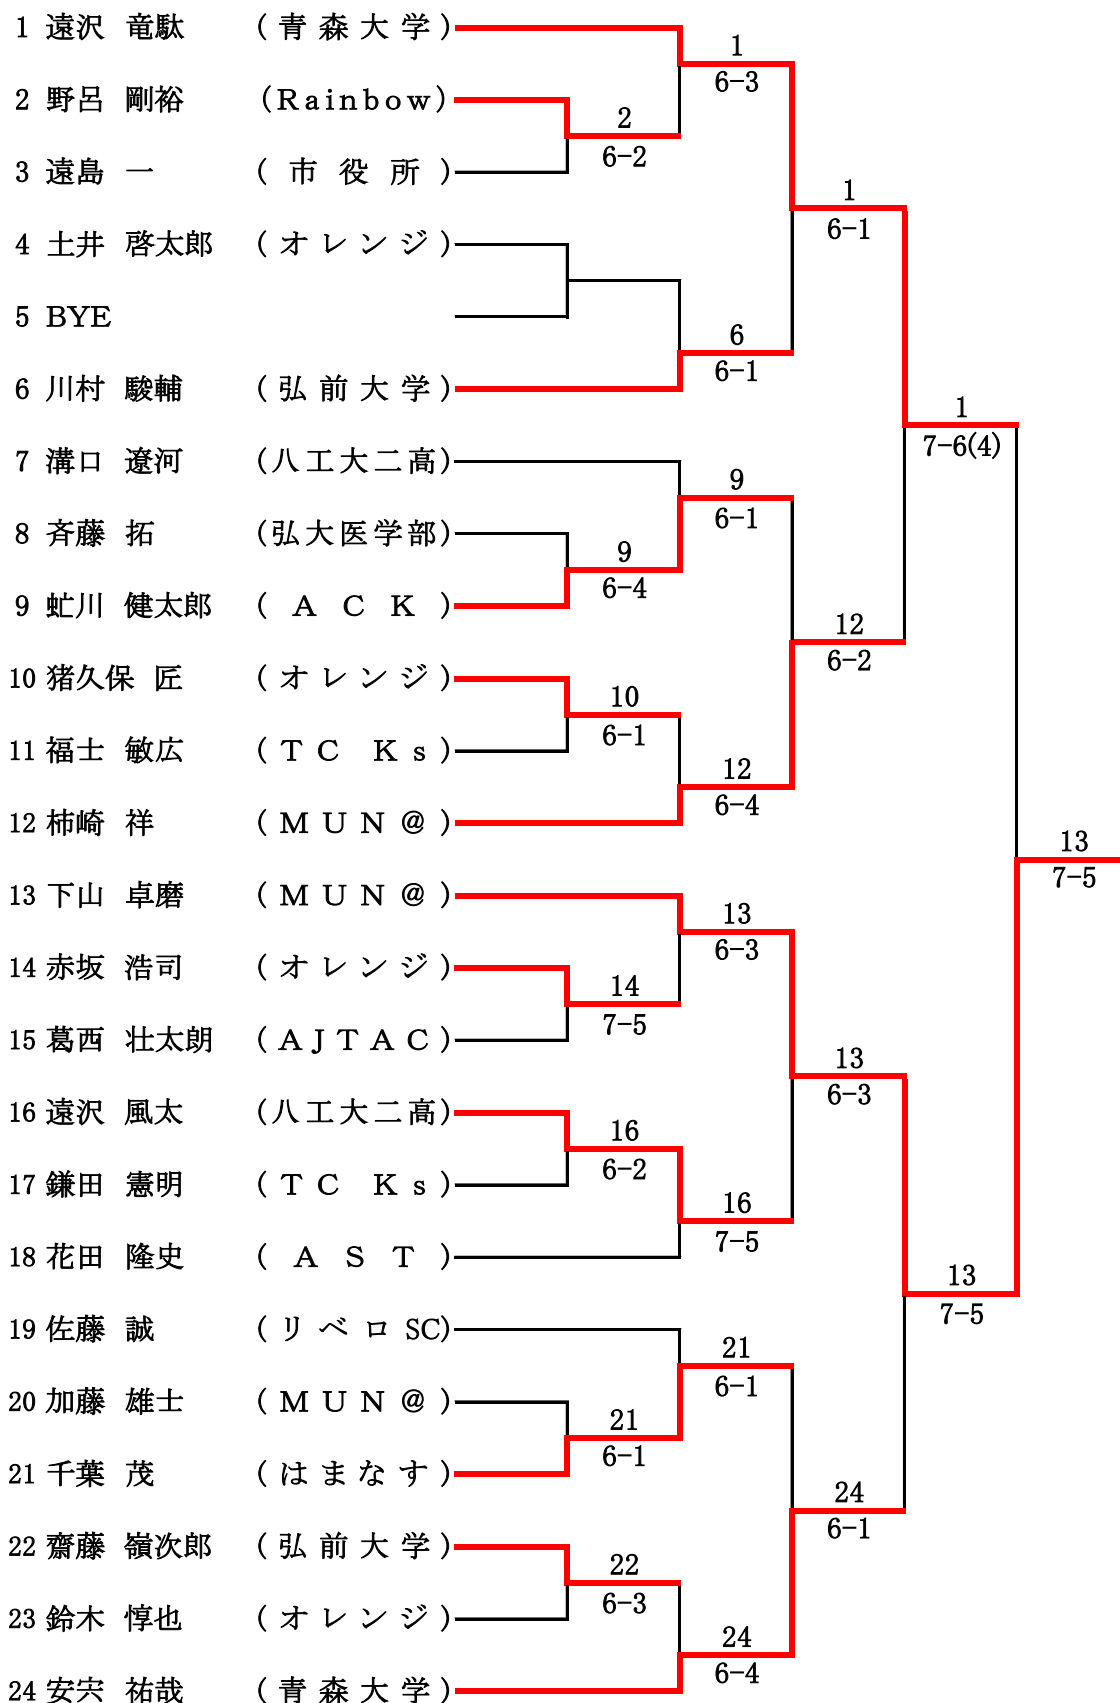 1 遠沢 竜駄 (青森大学)
1
6-3
2 野呂 剛裕 (Rainbow)
2
6-2
3 遠島 一 (市役所)
1
6-1
4 土井 啓太郎 (オレンジ)
5 BYE
6
6-1
6 川村 駿輔 (弘前大学)
1
7-6(4)
7 溝口 遼河 (八工大二高)
9
6-1
8 斉藤 拓 (弘大医学部)
9
6-4
9 虻川 健太郎 (ACK)
12
6-2
10 猪久保 匠 (オレンジ)
10
6-1
11 福士 敏広 (TC Ks)
12
6-4
12 柿崎 祥 (MUN@)
13
7-5
13 下山 卓磨 (MUN@)
13
6-3
14 赤坂 浩司 (オレンジ)
14
7-5
15 葛西 壮太朗 (AJTAC)
13
6-3
16 遠沢 風太 (八工大二高)
16
6-2
17 鎌田 憲明 (TC Ks)
16
7-5
18 花田 隆史 (AST)
13
7-5
19 佐藤 誠 (リベロSC)
21
6-1
20 加藤 雄士 (MUN@)
21
6-1
21 千葉 茂 (はまなす)
24
6-1
22 齋藤 嶺次郎 (弘前大学)
22
6-3
23 鈴木 惇也 (オレンジ)
24
6-4
24 安宍 祐哉 (青森大学)